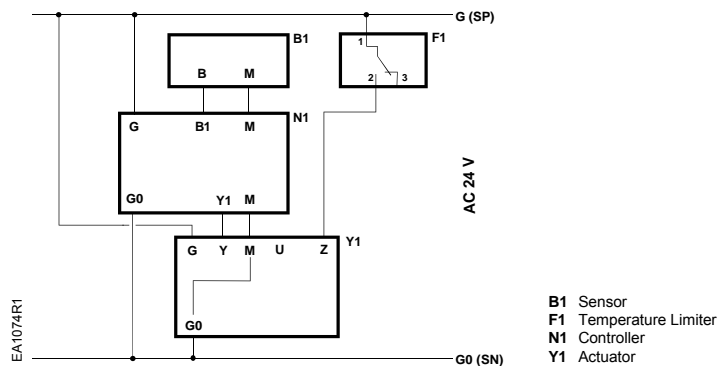 G (SP)
B1
F1
1
B M
2 3
N1
G B1 M
AC 24 V
G0 Y1 M
Y1
G Y M U Z
G0
EA1074R1
G0 (SN)
B1 Sensor
F1 Temperature Limiter
N1 Controller
Y1 Actuator